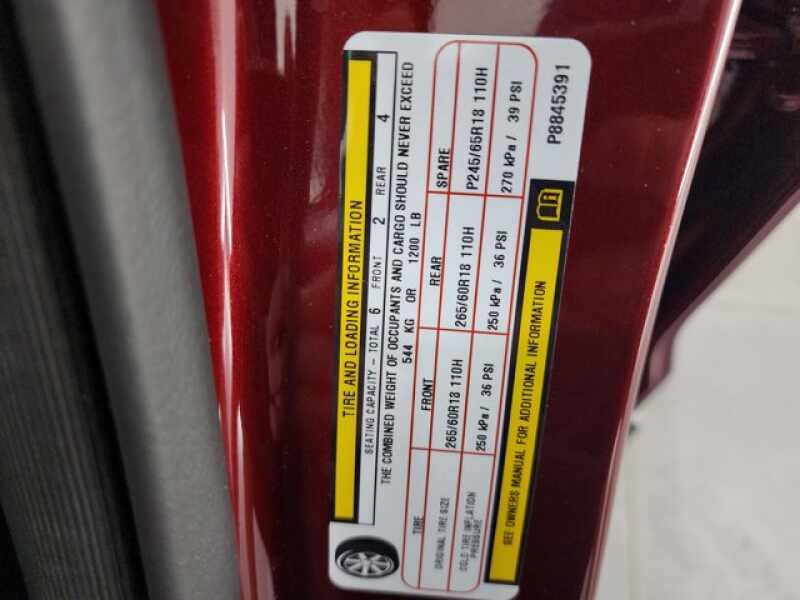 TIRE AND LOADING INFORMATION
SEATING CAPACITY - TOTAL 6 FRONT 2 REAR 4
THE COMBINED WEIGHT OF OCCUPANTS AND CARGO SHOULD NEVER EXCEED
544 KG OR 1200 LB
TIRE FRONT REAR SPARE
ORIGINAL TIRE SIZE 265/60R18 110H 265/60R18 110H P245/65R18 110H
COLD TIRE INFLATION
PRESSURE 250 kPa/ 36 PSI 250 kPa/ 36 PSI 270 kPa/ 39 PSI
SEE OWNERS MANUAL FOR ADDITIONAL INFORMATION
P8845391